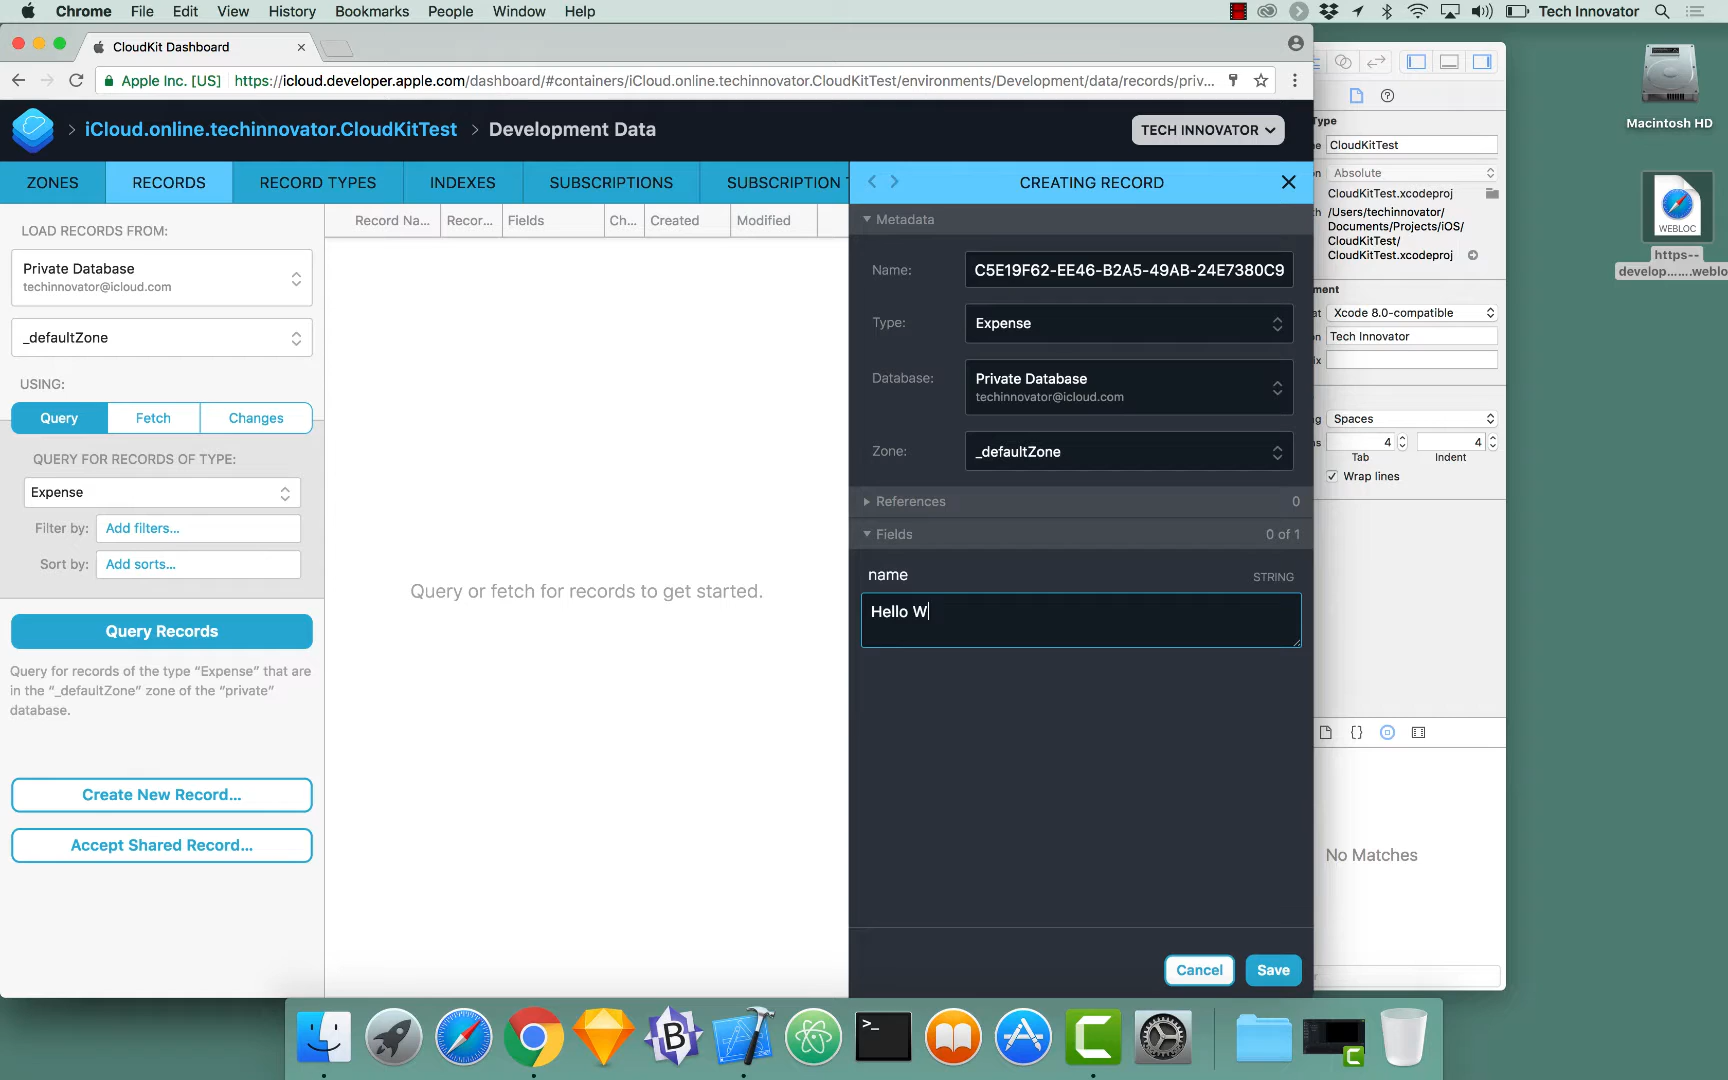 Chrome File Edit View History Bookmarks People Window Help
Tech Innovator
CloudKit Dashboard
Apple Inc. [US] https://icloud.developer.apple.com/dashboard/#containers/iCloud.online.techinnovator.CloudKitTest/environments/Development/data/records/priv...
iCloud.online.techinnovator.CloudKitTest > Development Data
TECH INNOVATOR
ZONES RECORDS RECORD TYPES INDEXES SUBSCRIPTIONS SUBSCRIPTION
CREATING RECORD
LOAD RECORDS FROM:
Private Database
techinnovator@icloud.com
_defaultZone
USING:
Query Fetch Changes
QUERY FOR RECORDS OF TYPE:
Expense
Filter by: Add filters...
Sort by: Add sorts...
Query Records
Query for records of the type “Expense” that are
in the “_defaultZone” zone of the “private”
database.
Create New Record...
Accept Shared Record...
Record Na... Recor... Fields Ch... Created Modified
Query or fetch for records to get started.
Metadata
Name: C5E19F62-EE46-B2A5-49AB-24E7380C9
Type: Expense
Database: Private Database
techinnovator@icloud.com
Zone: _defaultZone
References 0
Fields 0 of 1
name STRING
Hello W
Cancel Save
Type
CloudKitTest
Absolute
CloudKitTest.xcodeproj
/Users/techinnovator/
Documents/Projects/iOS/
CloudKitTest/
CloudKitTest.xcodeproj
ment
Xcode 8.0-compatible
Tech Innovator
Spaces
4 4
Tab Indent
Wrap lines
No Matches
Macintosh HD
WEBLOC
https--
develop......weblo